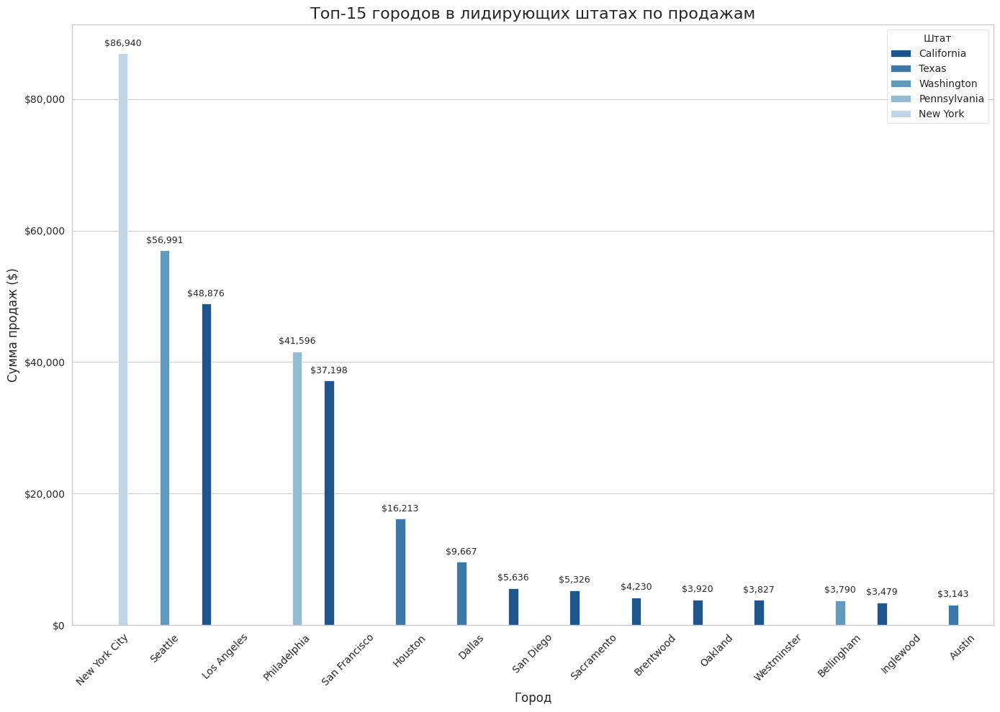 Топ-15 городов в лидирующих штатах по продажам
Штат
California
Texas
Washington
Pennsylvania
New York
Сумма продаж ($)
$80,000
$60,000
$40,000
$20,000
$0
$86,940
$56,991
$48,876
$41,596
$37,198
$16,213
$9,667
$5,636
$5,326
$4,230
$3,920
$3,827
$3,790
$3,479
$3,143
New York City
Seattle
Los Angeles
Philadelphia
San Francisco
Houston
Dallas
San Diego
Sacramento
Brentwood
Oakland
Westminster
Bellingham
Inglewood
Austin
Город